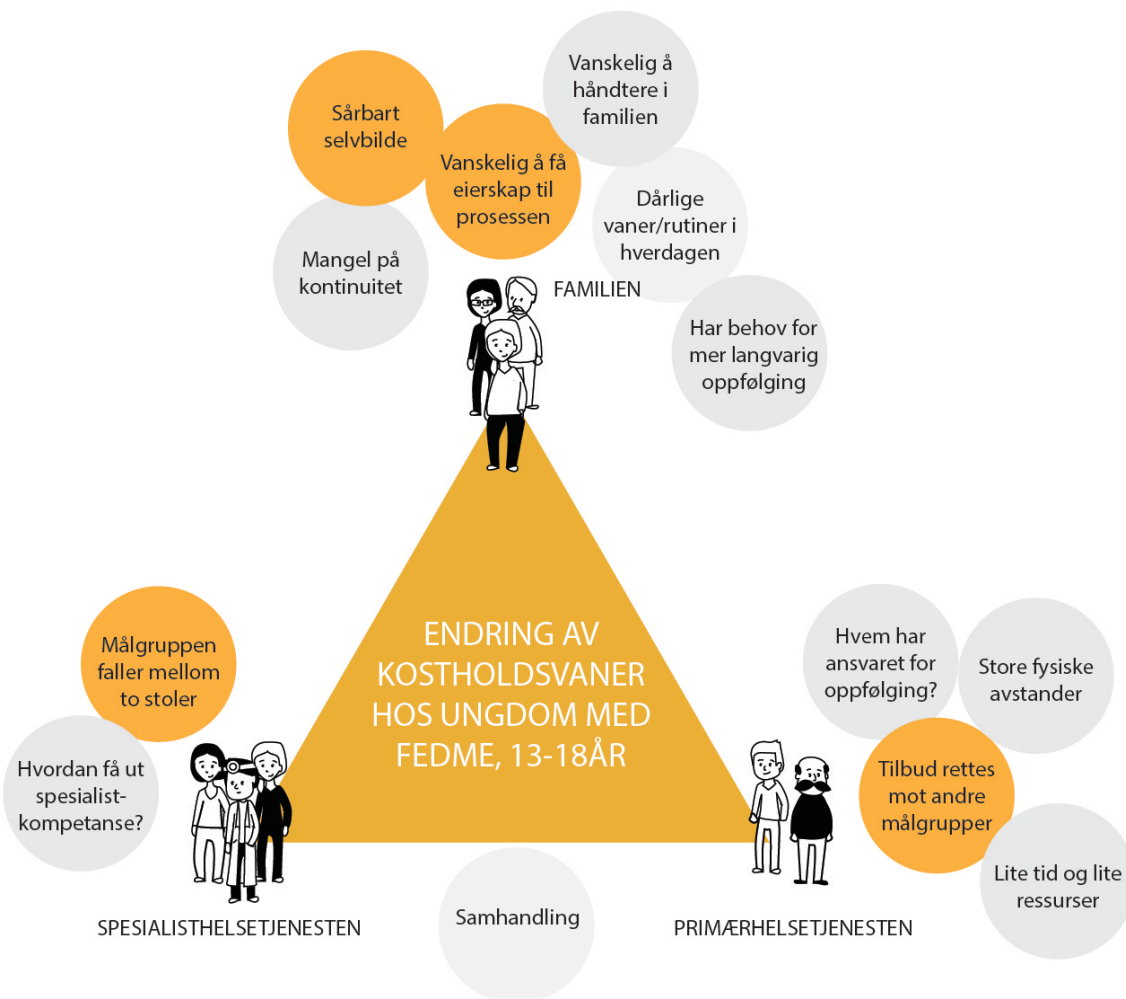 Vanskelig å
håndtere i
familien
Sårbart
selvbilde
Vanskelig å få
eierskap til
prosessen
Dårlige
vaner/rutiner i
hverdagen
Mangel på
kontinuitet
FAMILIEN
Har behov for
mer langvarig
oppfølging
ENDRING AV
KOSTHOLDSVANER
HOS UNGDOM MED
FEDME, 13-18ÅR
Målgruppen
faller mellom
to stoler
Hvordan få ut
spesialist-
kompetanse?
SPESIALISTHELSETJENESTEN
Samhandling
Hvem har
ansvaret for
oppfølging?
Store fysiske
avstander
Tilbud rettes
mot andre
målgrupper
Lite tid og lite
ressurser
PRIMÆRHELSETJENESTEN